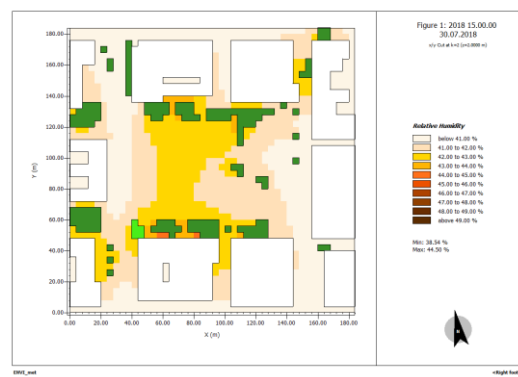 Figure 1: 2018 15.00.00
30.07.2018
x/y Cut at k=2 (z=3.0000 m)
180.00
160.00
140.00
120.00
100.00
80.00
60.00
40.00
20.00
0.00
Y (m)
0.00 20.00 40.00 60.00 80.00 100.00 120.00 140.00 160.00 180.00
X (m)
Relative Humidity
below 41.00 %
41.00 to 42.00 %
42.00 to 43.00 %
43.00 to 44.00 %
44.00 to 45.00 %
45.00 to 46.00 %
46.00 to 47.00 %
47.00 to 48.00 %
48.00 to 49.00 %
above 49.00 %
Min: 38.54 %
Max: 44.50 %
N
ENVI_met
<Right foot